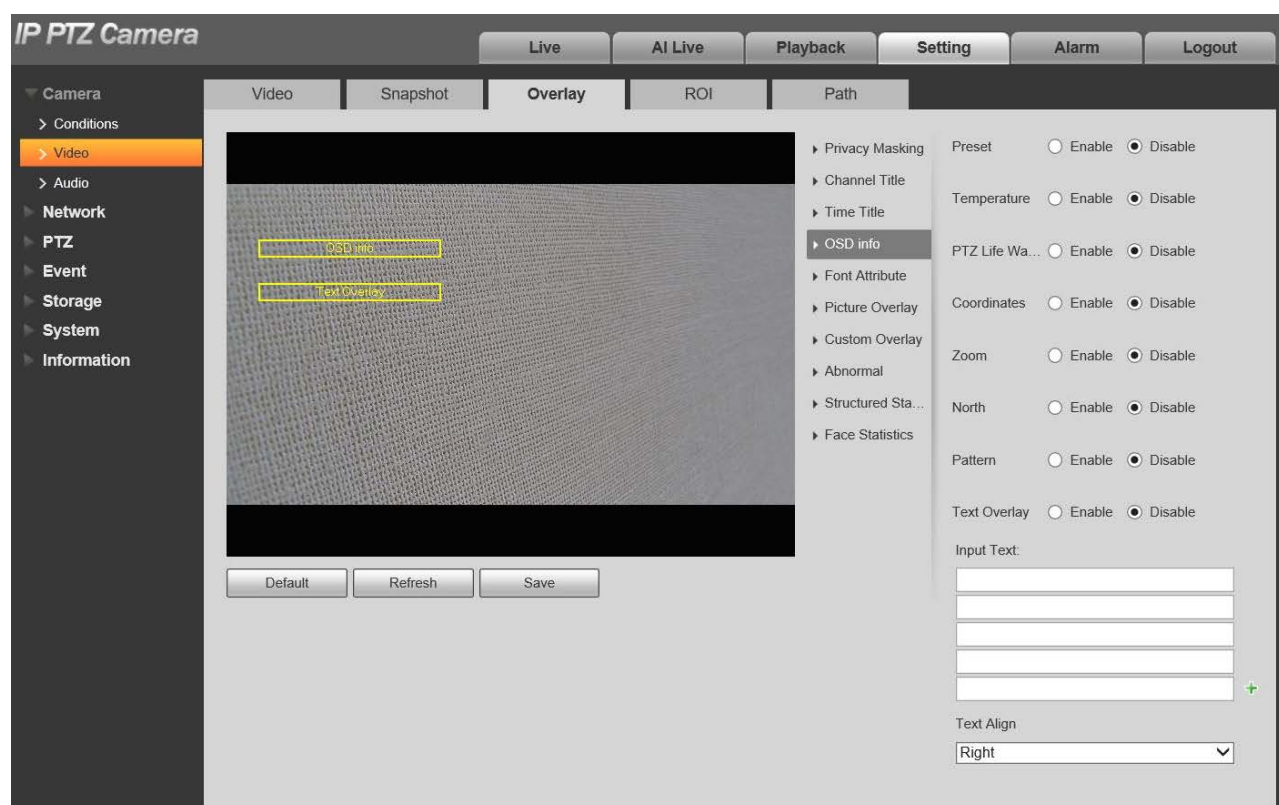 IP PTZ Camera
Live
AI Live
Playback
Setting
Alarm
Logout
Camera
Conditions
Video
Audio
Network
PTZ
Event
Storage
System
Information
Video
Snapshot
Overlay
ROI
Path
OSD info
Text Overlay
Default
Refresh
Save
Privacy Masking
Channel Title
Time Title
OSD info
Font Attribute
Picture Overlay
Custom Overlay
Abnormal
Structured Sta...
Face Statistics
Preset Enable Disable
Temperature Enable Disable
PTZ Life Wa... Enable Disable
Coordinates Enable Disable
Zoom Enable Disable
North Enable Disable
Pattern Enable Disable
Text Overlay Enable Disable
Input Text:
Text Align
Right